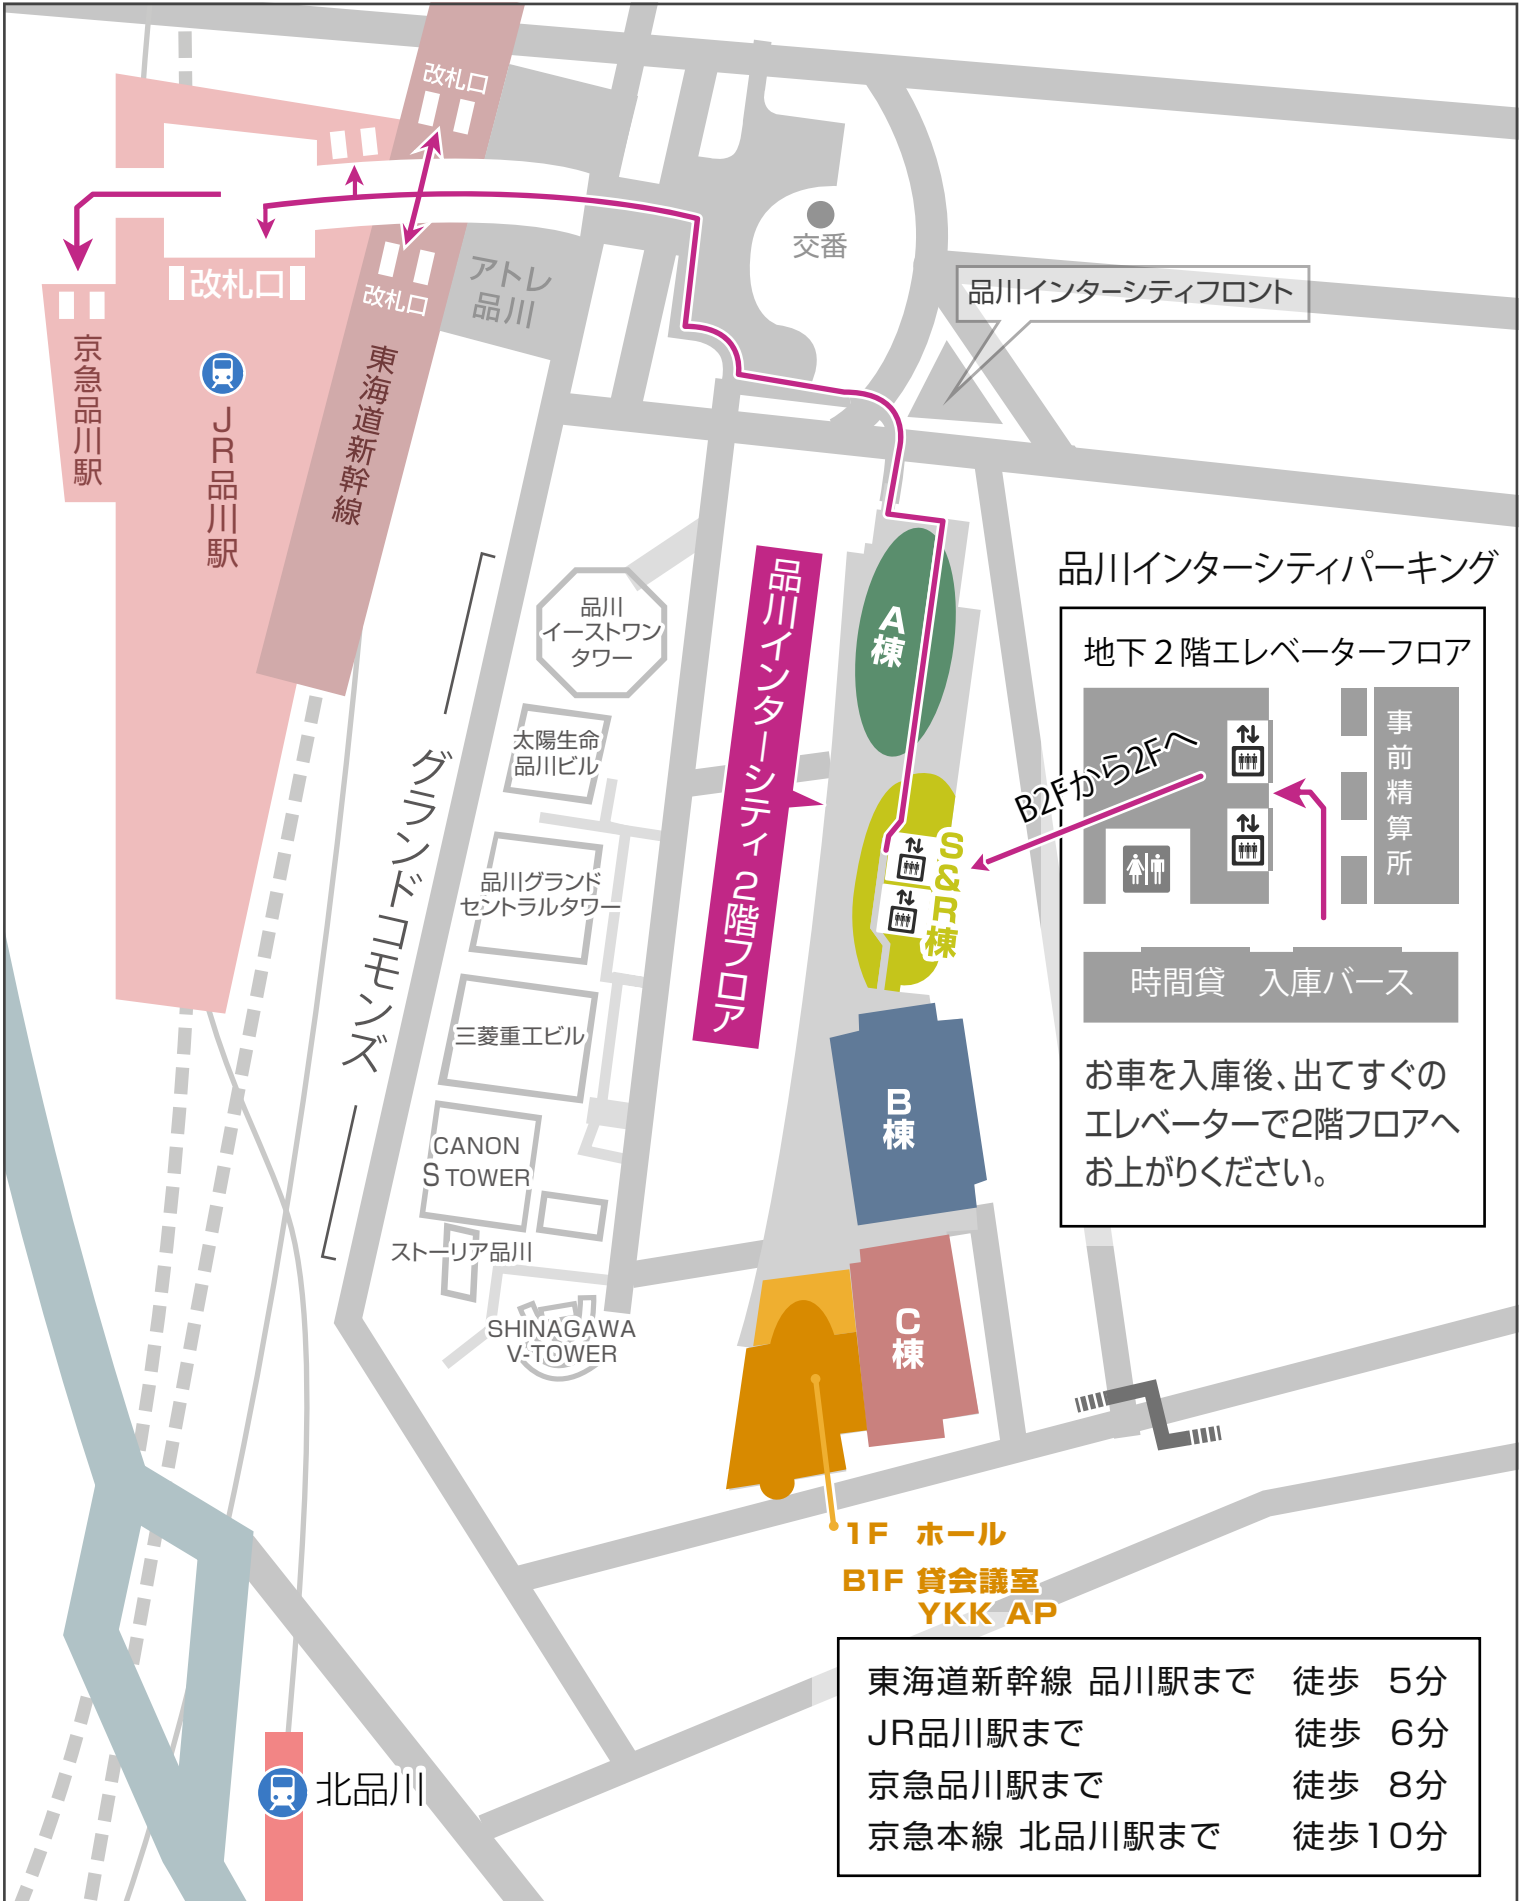 改札口
改札口
改札口
交番
アトレ
品川
品川インターシティフロント
京急品川駅
JR品川駅
東海道新幹線
品川インターシティパーキング
地下2階エレベーターフロア
事前精算所
B2Fから2Fへ
時間貸 入庫バース
お車を入庫後、出てすぐの
エレベーターで2階フロアへ
お上がりください。
品川インターシティ 2階フロア
A棟
S&R棟
B棟
C棟
グランドコモンズ
品川
イーストワン
タワー
太陽生命
品川ビル
品川グランド
セントラルタワー
三菱重工ビル
CANON
S TOWER
ストーリア品川
SHINAGAWA
V-TOWER
1F ホール
B1F 貸会議室
YKK AP
北品川
東海道新幹線 品川駅まで 徒歩 5分
JR品川駅まで 徒歩 6分
京急品川駅まで 徒歩 8分
京急本線 北品川駅まで 徒歩10分